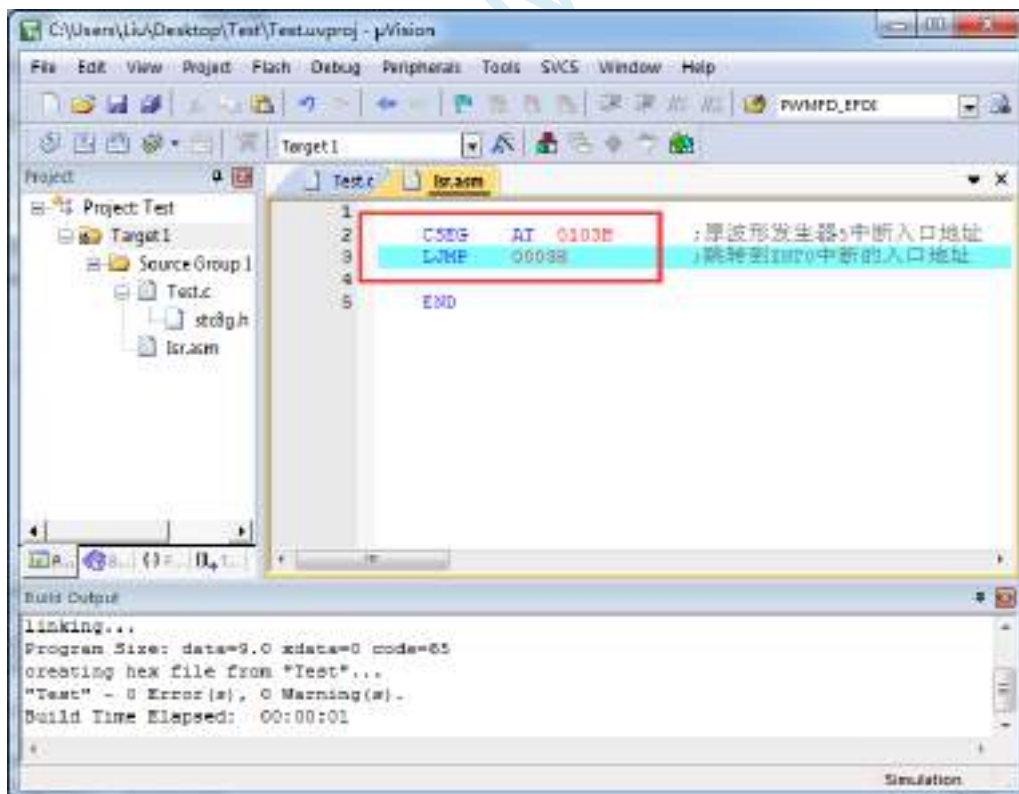 C:\Users\Liu\Desktop\Test\Test.uvproj - µVision
File Edit View Project Flash Debug Peripherals Tools SVCS Window Help
PWMFD_EFDI
Target 1
Project
Test.c Isr.asm
Project: Test
Target 1
Source Group 1
Test.c
stc8g.h
Isr.asm
1
2 CSEG AT 0103H ;原波形发生器5中断入口地址
3 LJMP 0003H ;跳转到INT0中断的入口地址
4
5 END
Build Output
linking...
Program Size: data=9.0 xdata=0 code=65
creating hex file from "Test"...
"Test" - 0 Error(s), 0 Warning(s).
Build Time Elapsed: 00:00:01
Simulation